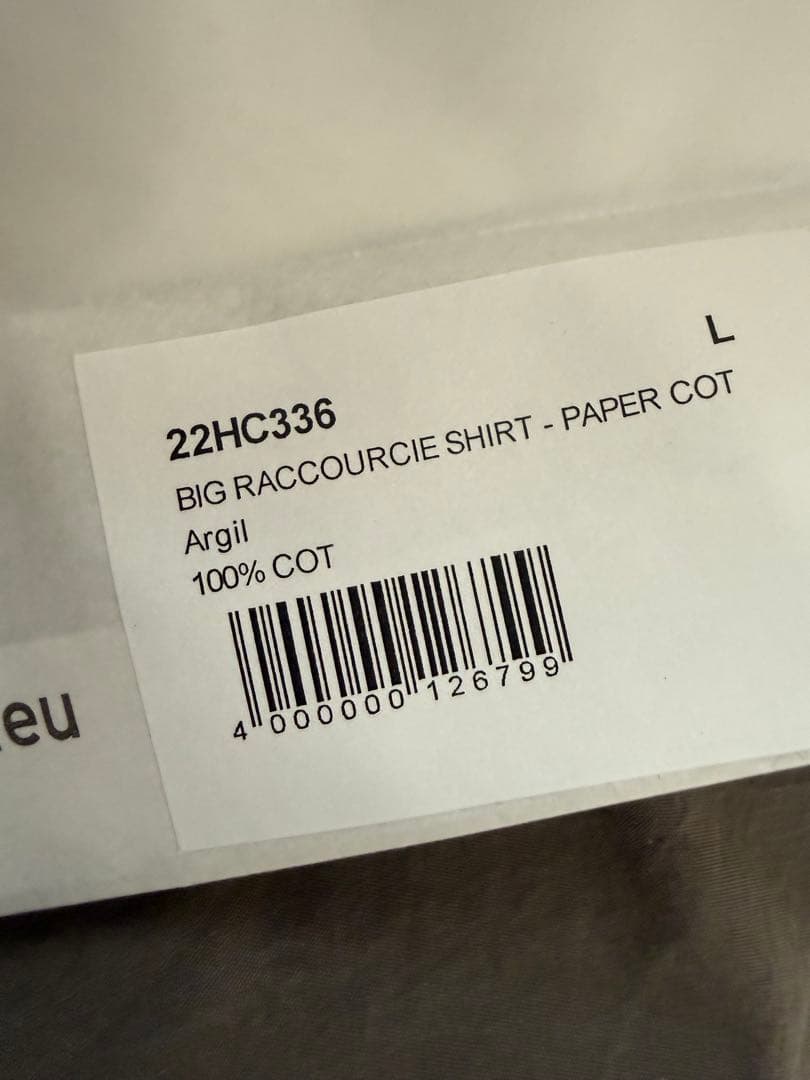 L
22HC336
BIG RACCOURCIE SHIRT - PAPER COT
Argil
100% COT
4 000000 126799
eu